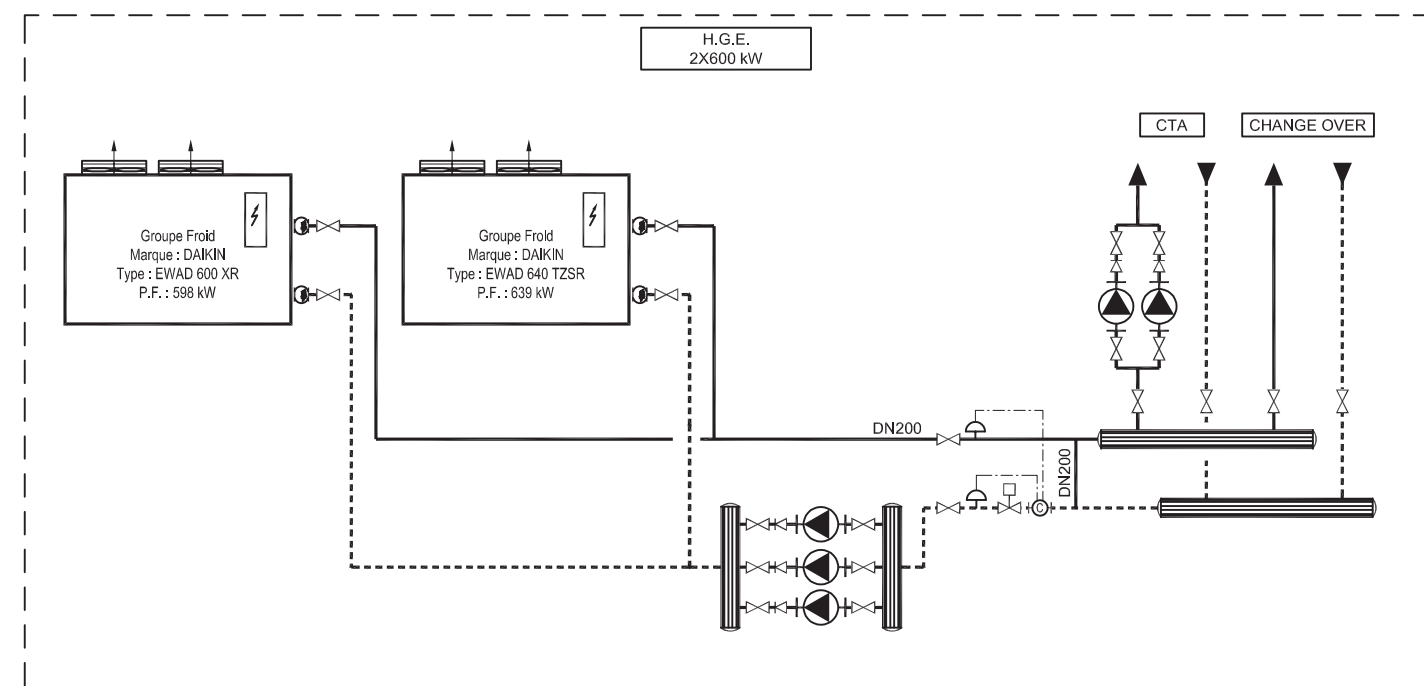 H.G.E.
2X600 kW
CTA
CHANGE OVER
Groupe Froid
Marque : DAIKIN
Type : EWAD 600 XR
P.F. : 598 kW
Groupe Frold
Marque : DAIKIN
Type : EWAD 640 TZSR
P.F. : 639 kW
DN200
DN200
C